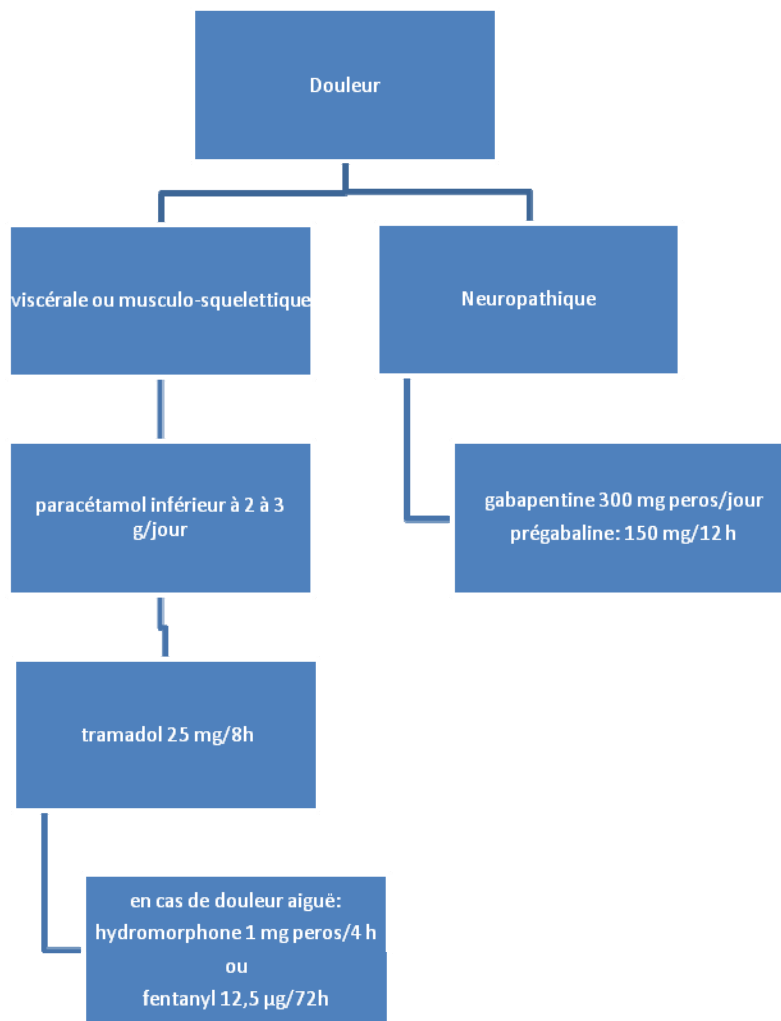 Douleur
viscérale ou musculo-squelettique
Neuropathique
paracétamol inférieur à 2 à 3
g/jour
gabapentine 300 mg peros/jour
prégabaline: 150 mg/12 h
tramadol 25 mg/8h
en cas de douleur aiguë:
hydromorphone 1 mg peros/4 h
ou
fentanyl 12,5 µg/72h